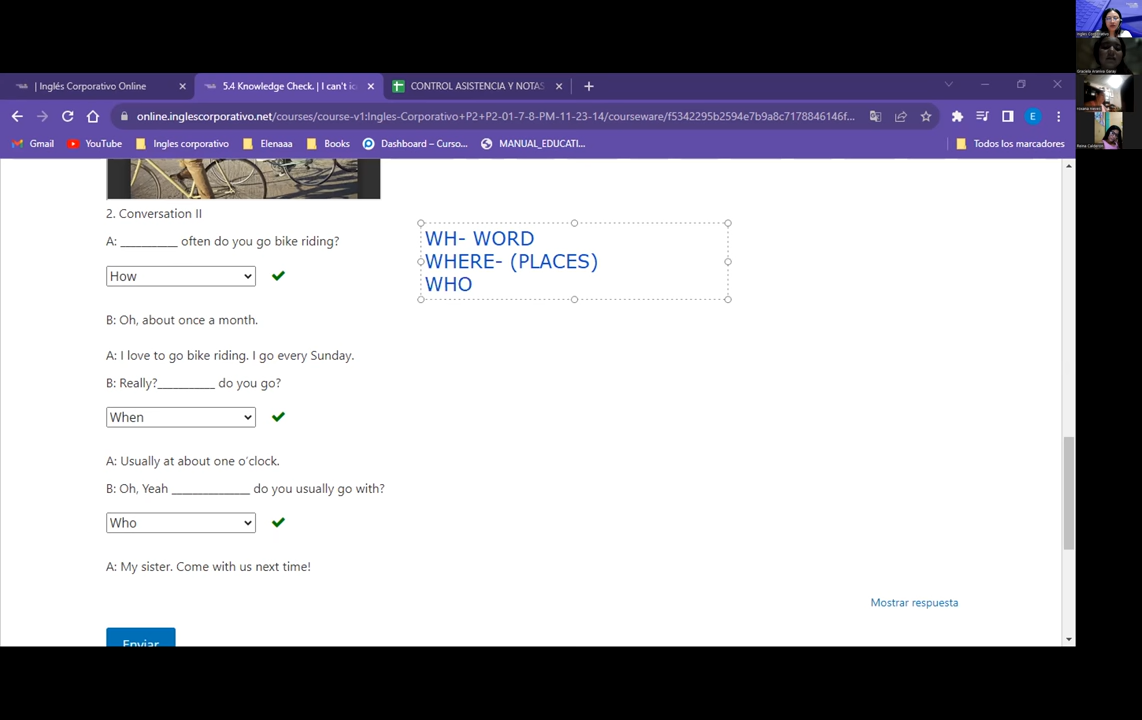 | Inglés Corporativo Online
5.4 Knowledge Check. | I can't ic
CONTROL ASISTENCIA Y NOTAS
online.inglescorporativo.net/courses/course-v1:Ingles-Corporativo+P2+P2-01-7-8-PM-11-23-14/courseware/f5342295b2594e7b9a8c7178846146f...
E
Gmail
YouTube
Ingles corporativo
Elenaaa
Books
Dashboard – Curso...
MANUAL_EDUCATI...
Todos los marcadores
2. Conversation II
A: ___________ often do you go bike riding?
How
B: Oh, about once a month.
A: I love to go bike riding. I go every Sunday.
B: Really?___________ do you go?
When
A: Usually at about one o'clock.
B: Oh, Yeah _______________ do you usually go with?
Who
A: My sister. Come with us next time!
Mostrar respuesta
Enviar
WH- WORD
WHERE- (PLACES)
WHO